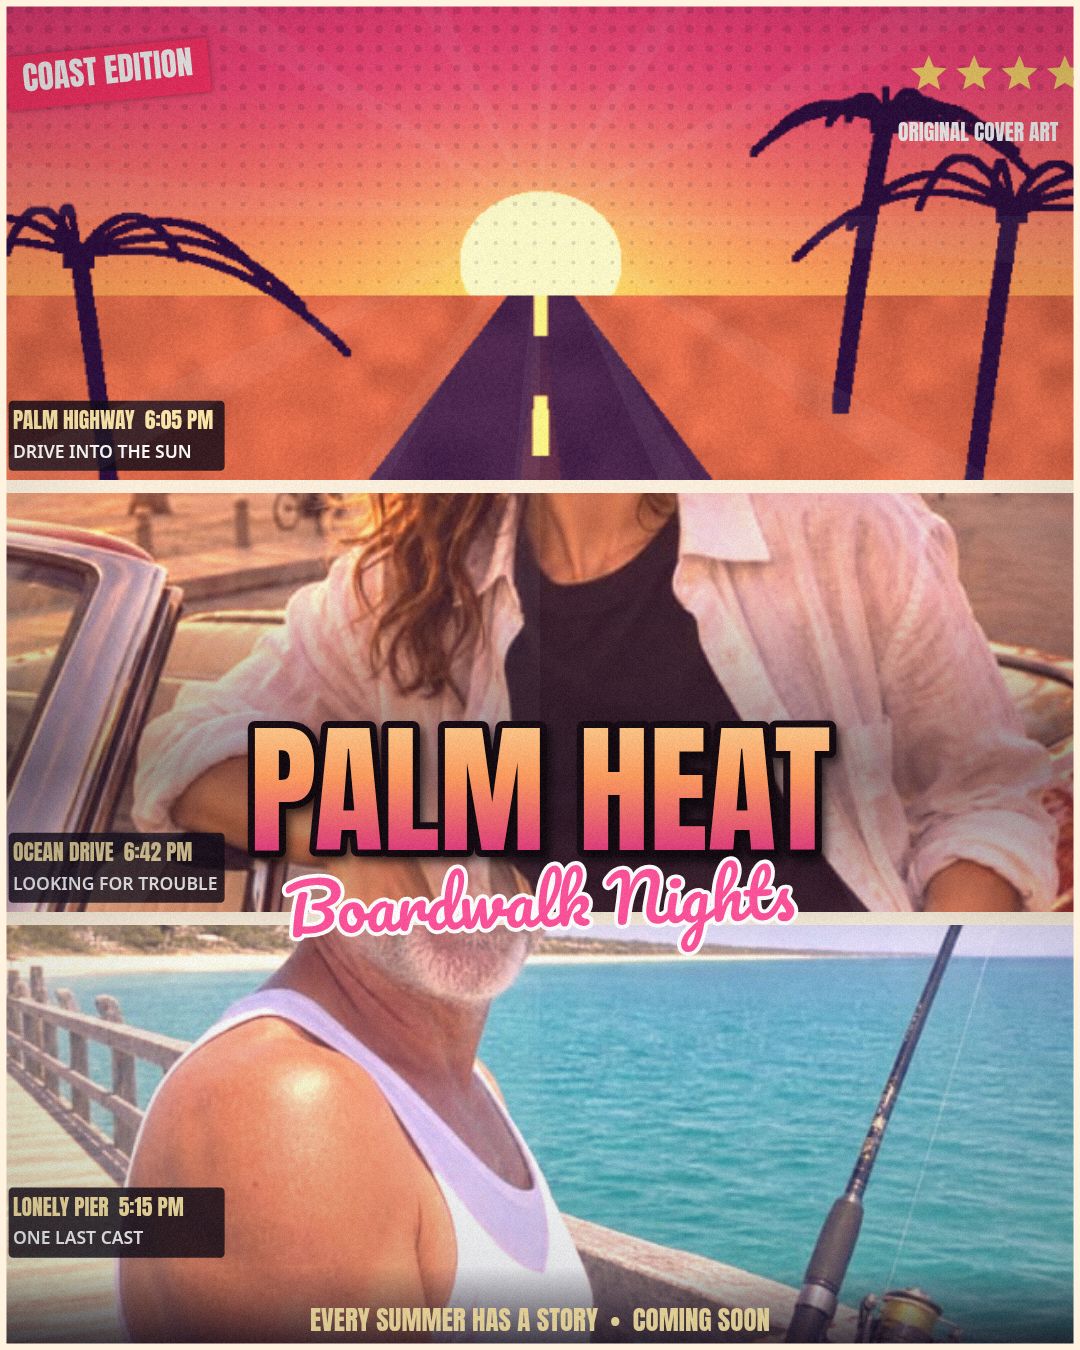 COAST EDITION
ORIGINAL COVER ART
PALM HIGHWAY 6:05 PM
DRIVE INTO THE SUN
PALM HEAT
Boardwalk Nights
OCEAN DRIVE 6:42 PM
LOOKING FOR TROUBLE
LONELY PIER 5:15 PM
ONE LAST CAST
EVERY SUMMER HAS A STORY • COMING SOON